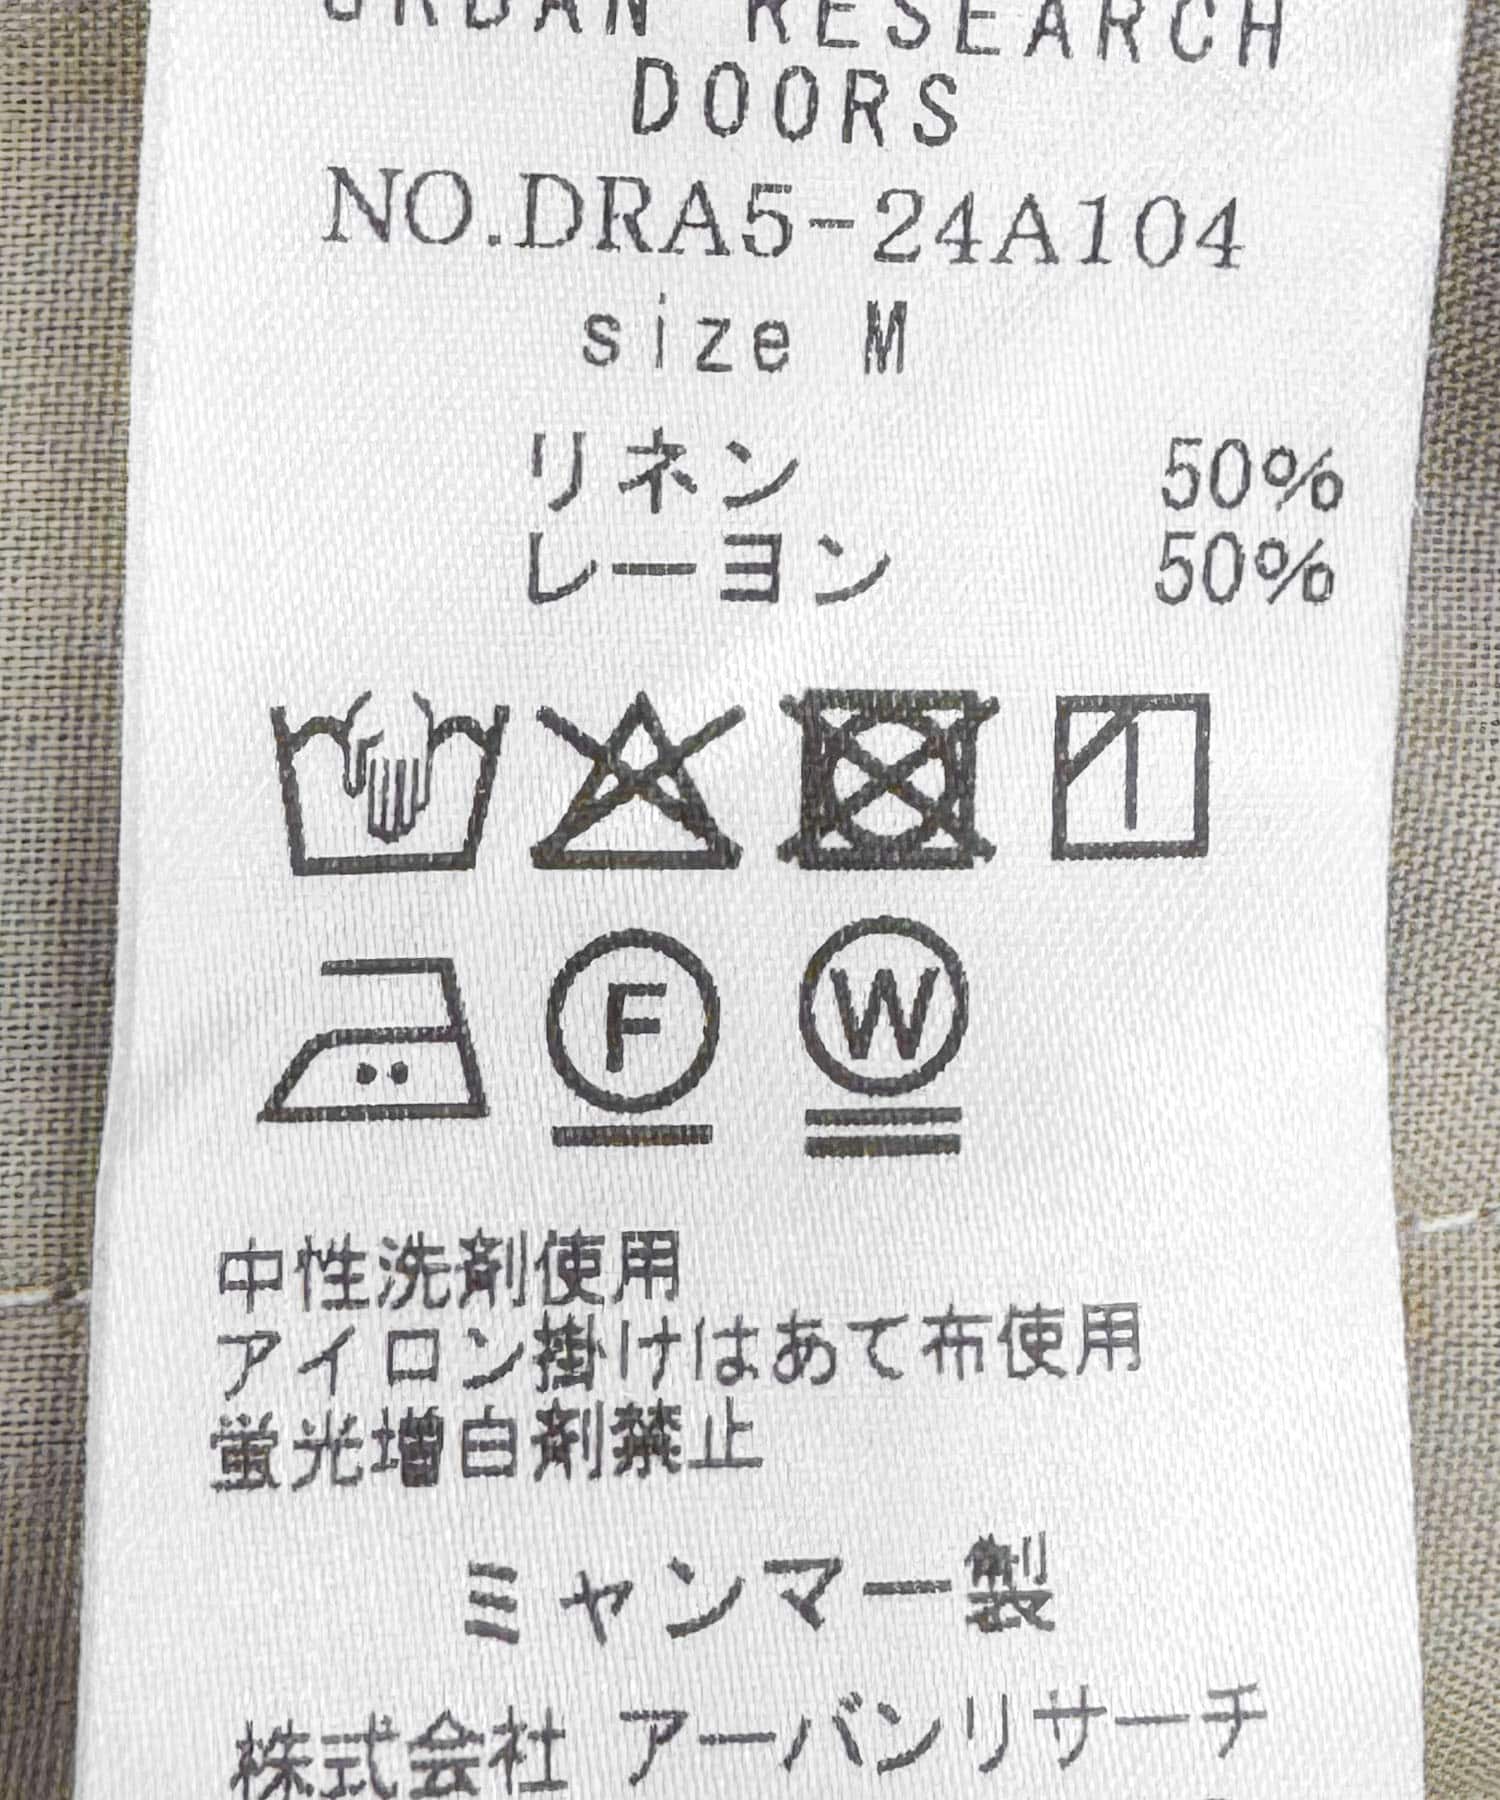 URBAN RESEARCH
DOORS
NO.DRA5-24A104
size M
リネン 50%
レーヨン 50%
F W
中性洗剤使用
アイロン掛けはあて布使用
蛍光増白剤禁止
ミャンマー製
株式会社 アーバンリサーチ